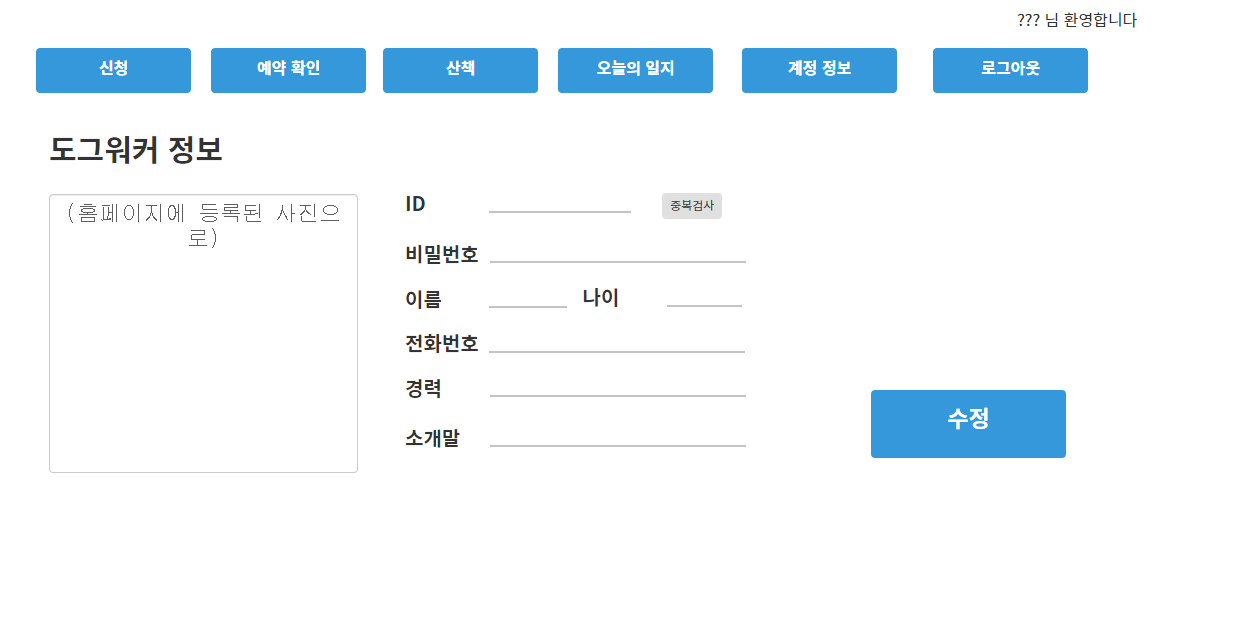 ??? 님 환영합니다
신청 예약 확인 산책 오늘의 일지 계정 정보 로그아웃
도그워커 정보
(홈페이지에 등록된 사진으
로)
ID 중복검사
비밀번호
이름 나이
전화번호
경력
소개말
수정